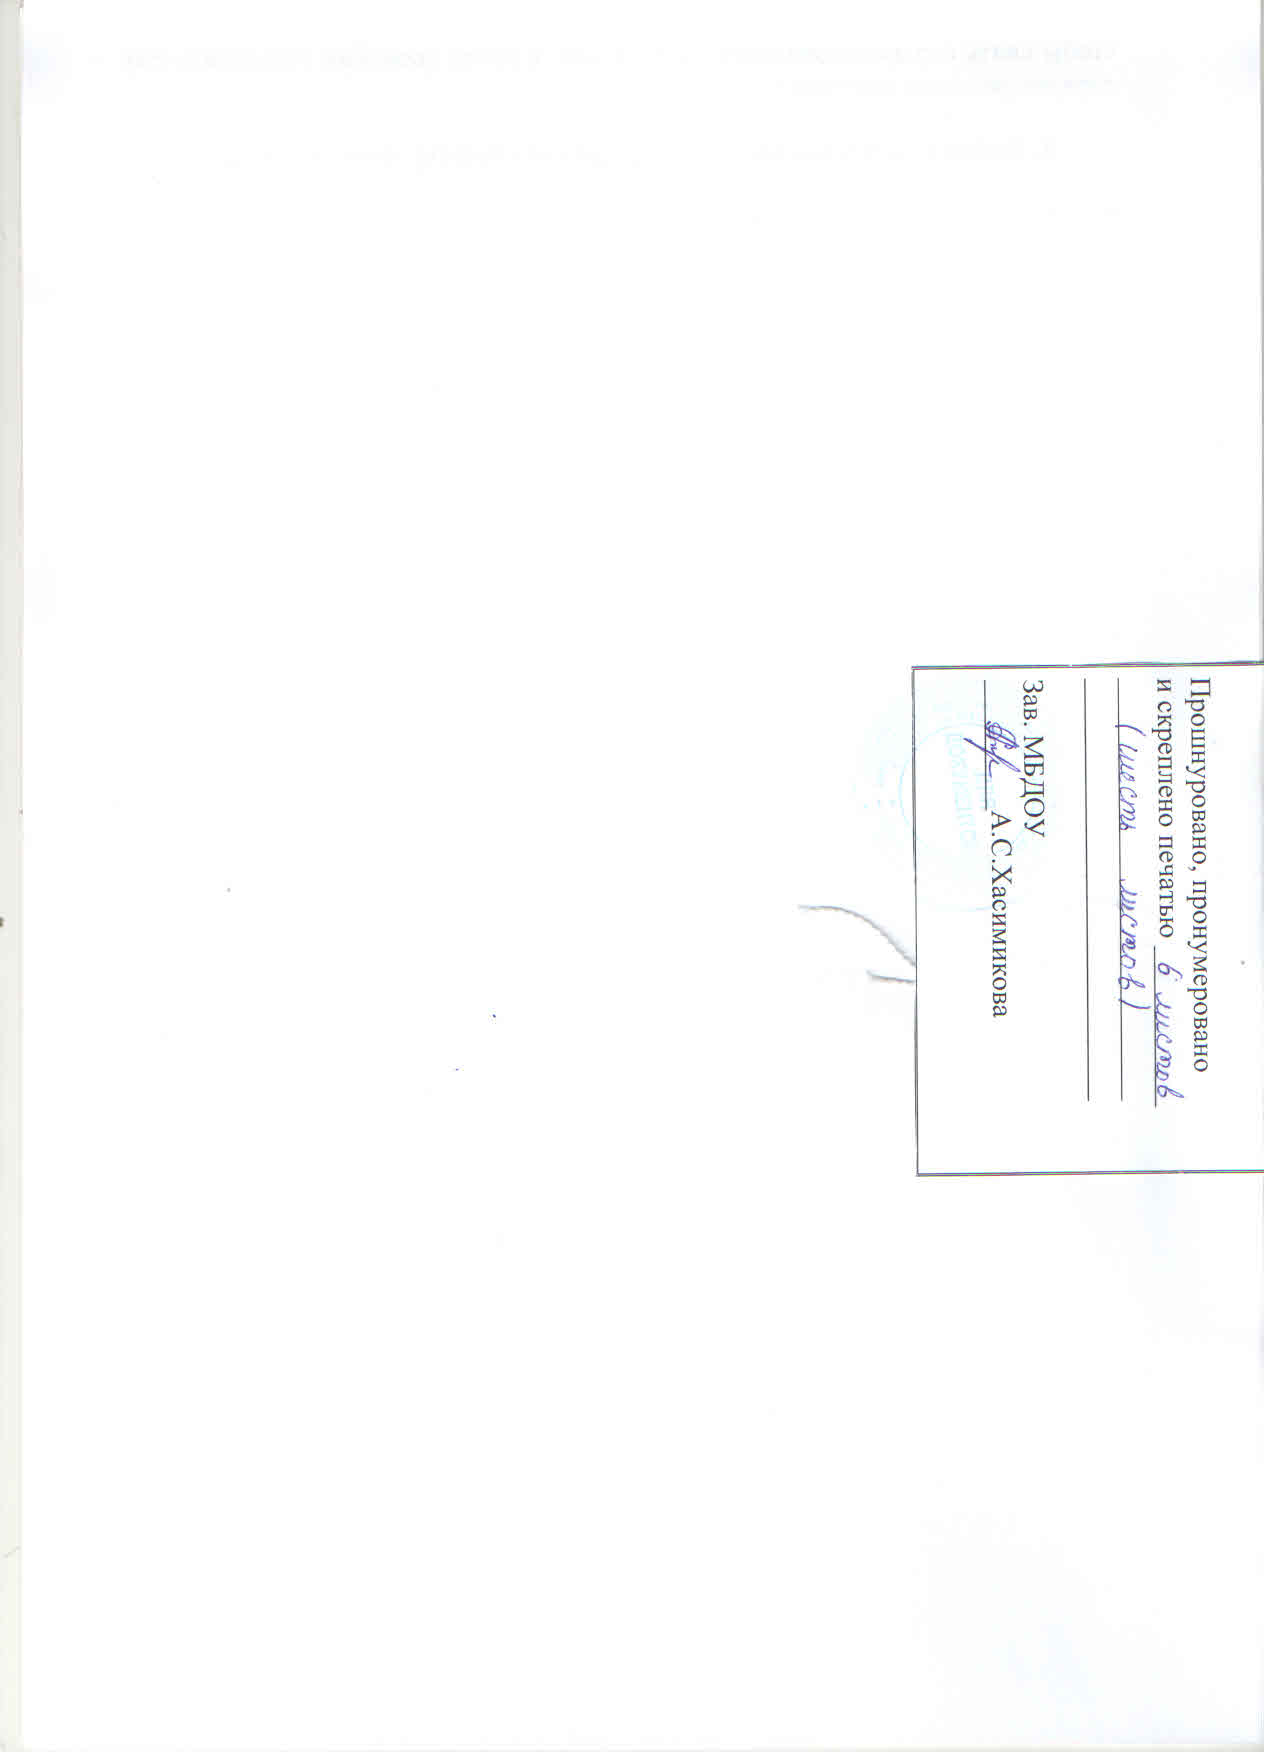 Прошнуровано, пронумеровано
и скреплено печатью 6 листов
(шесть листов)
Зав. МБДОУ
А.С.Хасимикова